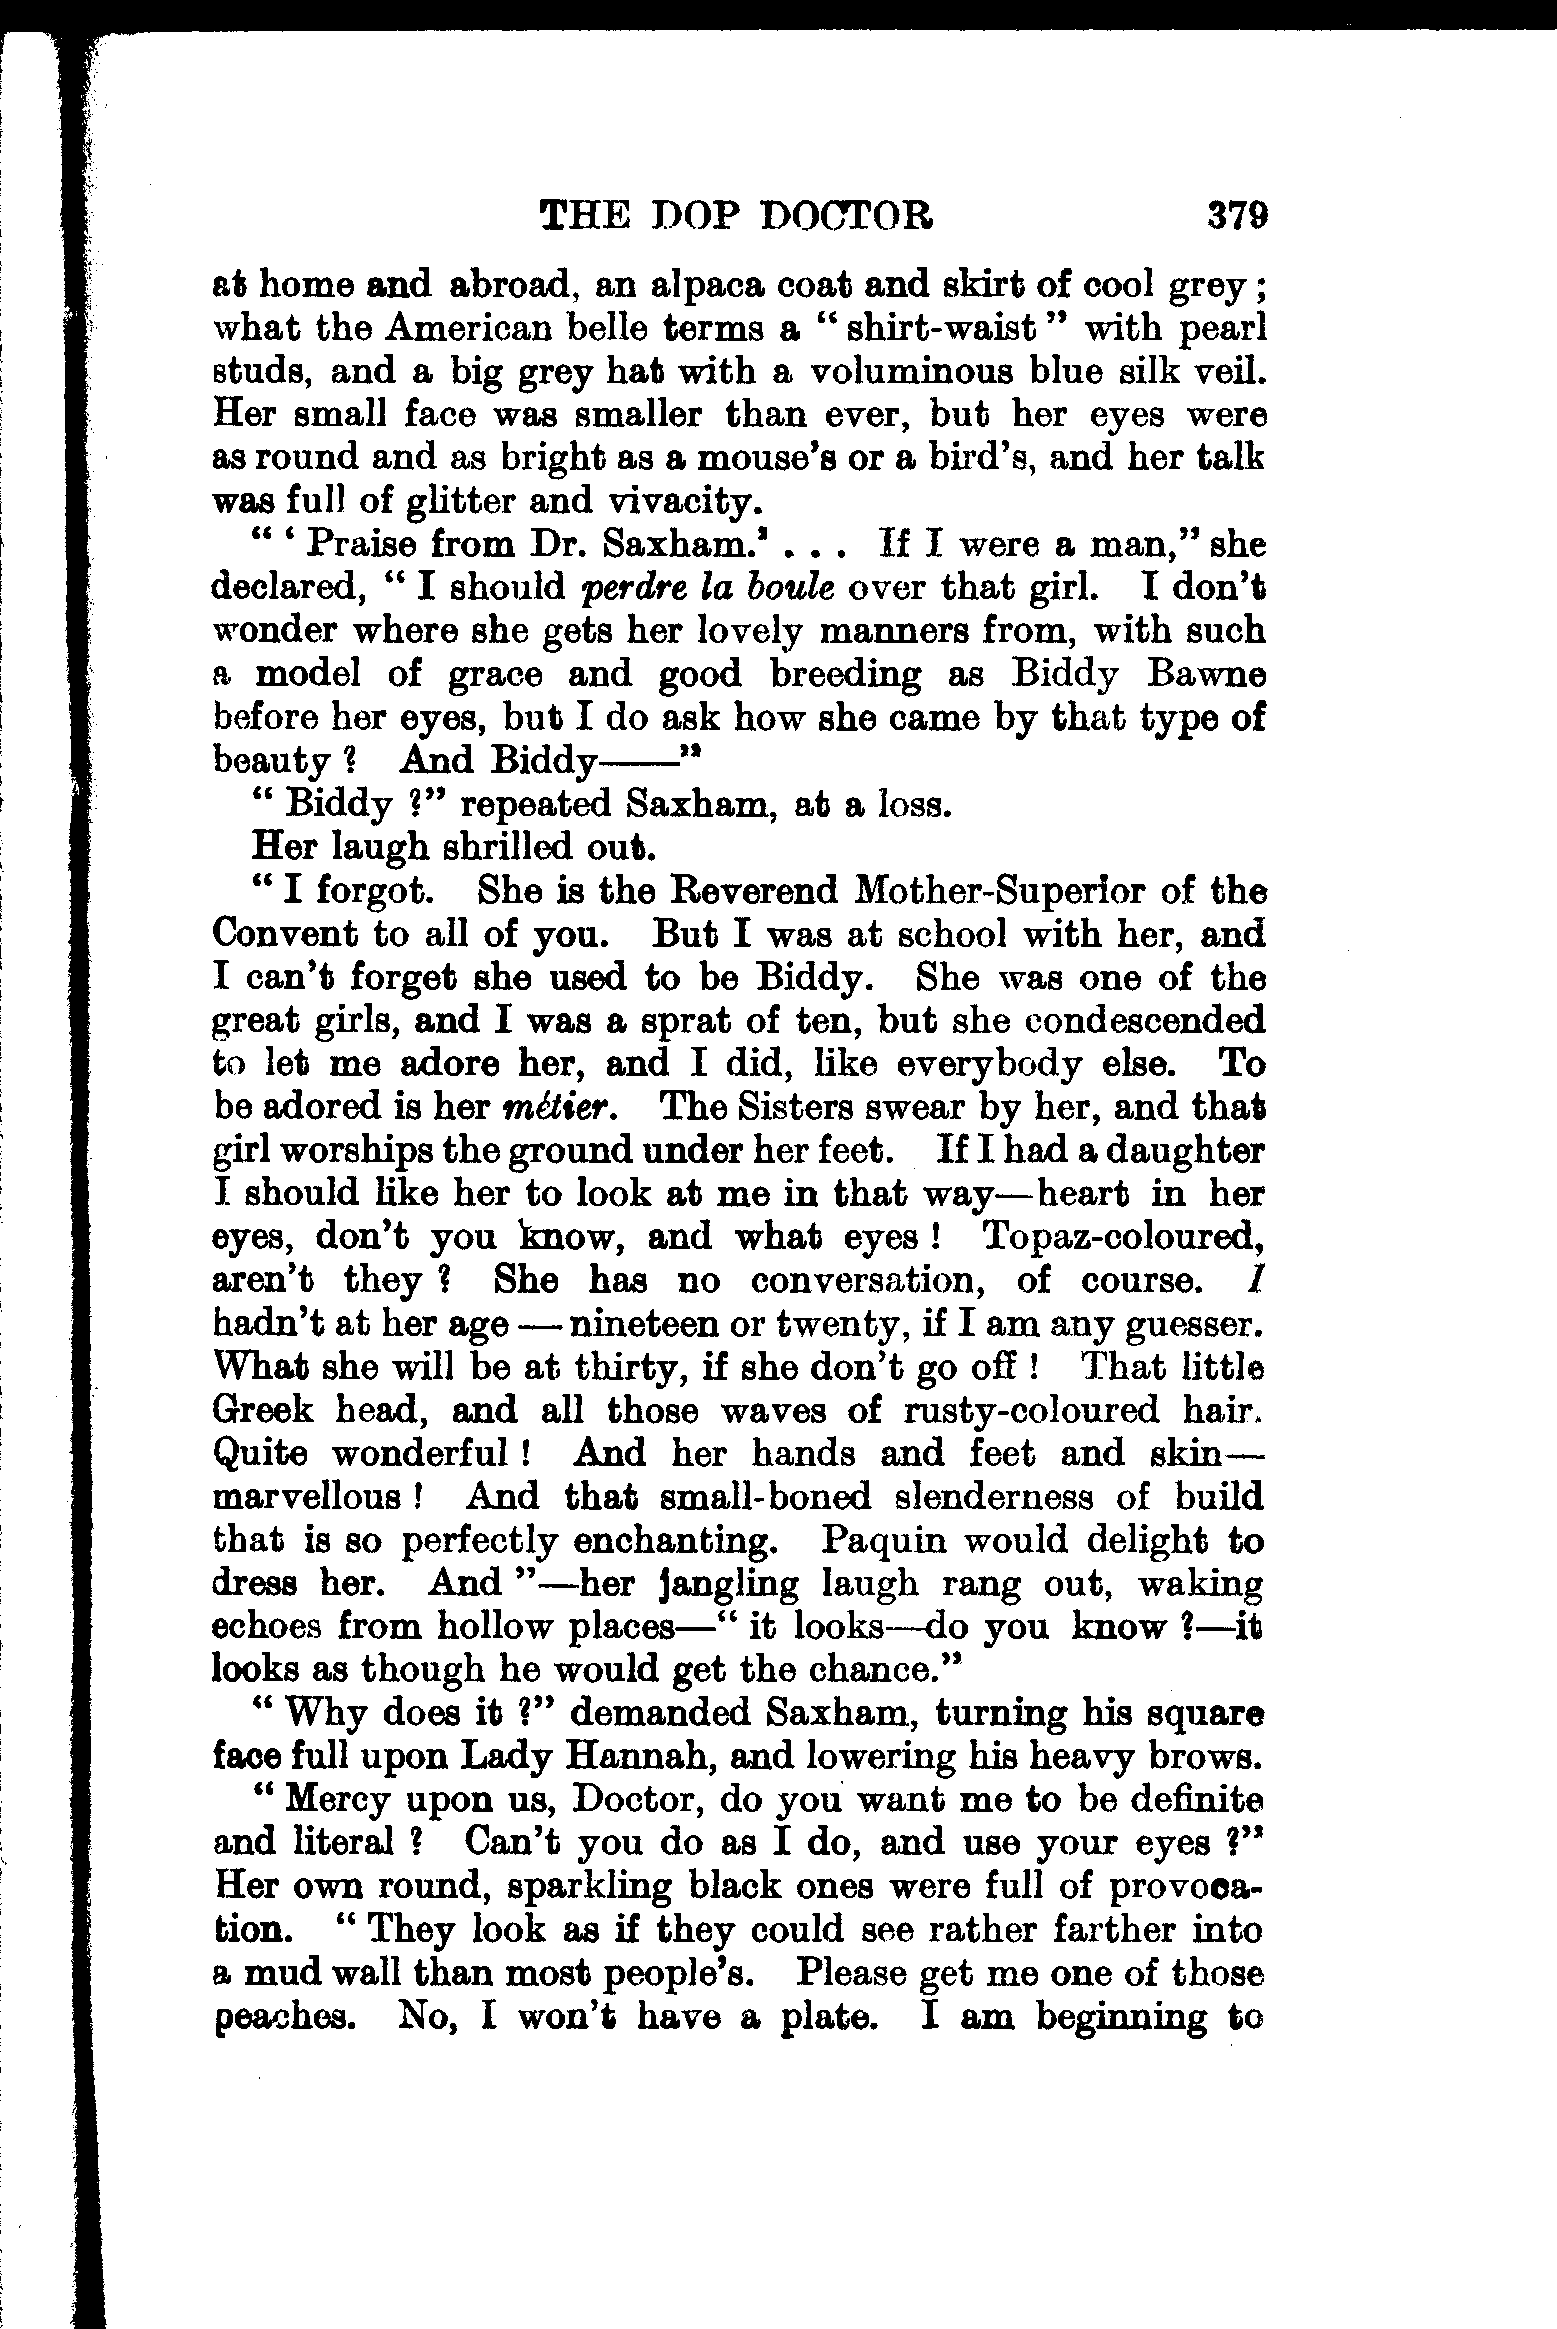 THE DOP DOCTOR 379
at home and abroad, an alpaca coat and skirt of cool grey ;
what the American belle terms a “ shirt-waist ” with pearl
studs, and a big grey hat with a voluminous blue silk veil.
Her small face was smaller than ever, but her eyes were
as round and as bright as a mouse’s or a bird’s, and her talk
was full of glitter and vivacity.
“ ‘ Praise from Dr. Saxham.’ . . . If I were a man,” she
declared, “ I should perdre la boule over that girl. I don’t
wonder where she gets her lovely manners from, with such
a model of grace and good breeding as Biddy Bawne
before her eyes, but I do ask how she came by that type of
beauty ? And Biddy——”
“ Biddy ?” repeated Saxham, at a loss.
Her laugh shrilled out.
“ I forgot. She is the Reverend Mother-Superior of the
Convent to all of you. But I was at school with her, and
I can’t forget she used to be Biddy. She was one of the
great girls, and I was a sprat of ten, but she condescended
to let me adore her, and I did, like everybody else. To
be adored is her métier. The Sisters swear by her, and that
girl worships the ground under her feet. If I had a daughter
I should like her to look at me in that way—heart in her
eyes, don’t you know, and what eyes ! Topaz-coloured,
aren’t they ? She has no conversation, of course. I
hadn’t at her age — nineteen or twenty, if I am any guesser.
What she will be at thirty, if she don’t go off ! That little
Greek head, and all those waves of rusty-coloured hair.
Quite wonderful ! And her hands and feet and skin—
marvellous ! And that small-boned slenderness of build
that is so perfectly enchanting. Paquin would delight to
dress her. And ”—her jangling laugh rang out, waking
echoes from hollow places—“ it looks—do you know ?—it
looks as though he would get the chance.”
“ Why does it ?” demanded Saxham, turning his square
face full upon Lady Hannah, and lowering his heavy brows.
“ Mercy upon us, Doctor, do you want me to be definite
and literal ? Can’t you do as I do, and use your eyes ?”
Her own round, sparkling black ones were full of provoca-
tion. “ They look as if they could see rather farther into
a mud wall than most people’s. Please get me one of those
peaches. No, I won’t have a plate. I am beginning to